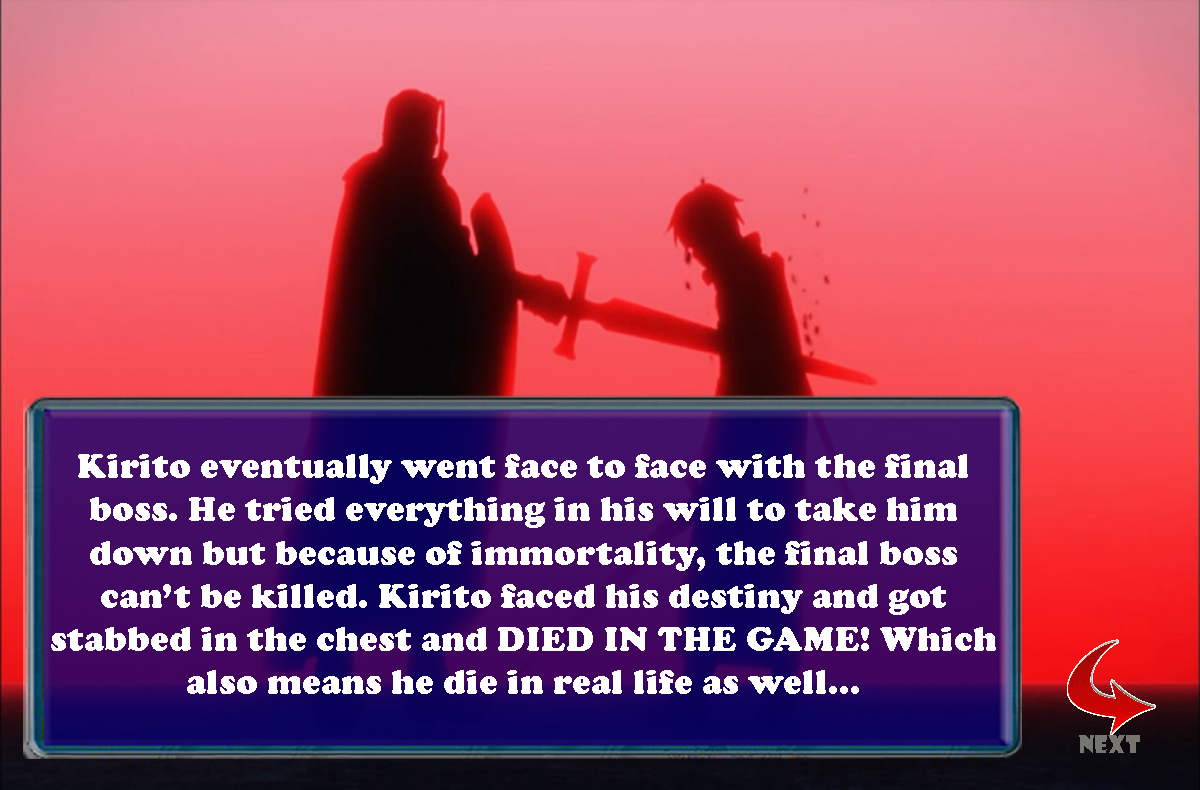 Kirito eventually went face to face with the final
boss. He tried everything in his will to take him
down but because of immortality, the final boss
can't be killed. Kirito faced his destiny and got
stabbed in the chest and DIED IN THE GAME! Which
also means he die in real life as well...
NEXT